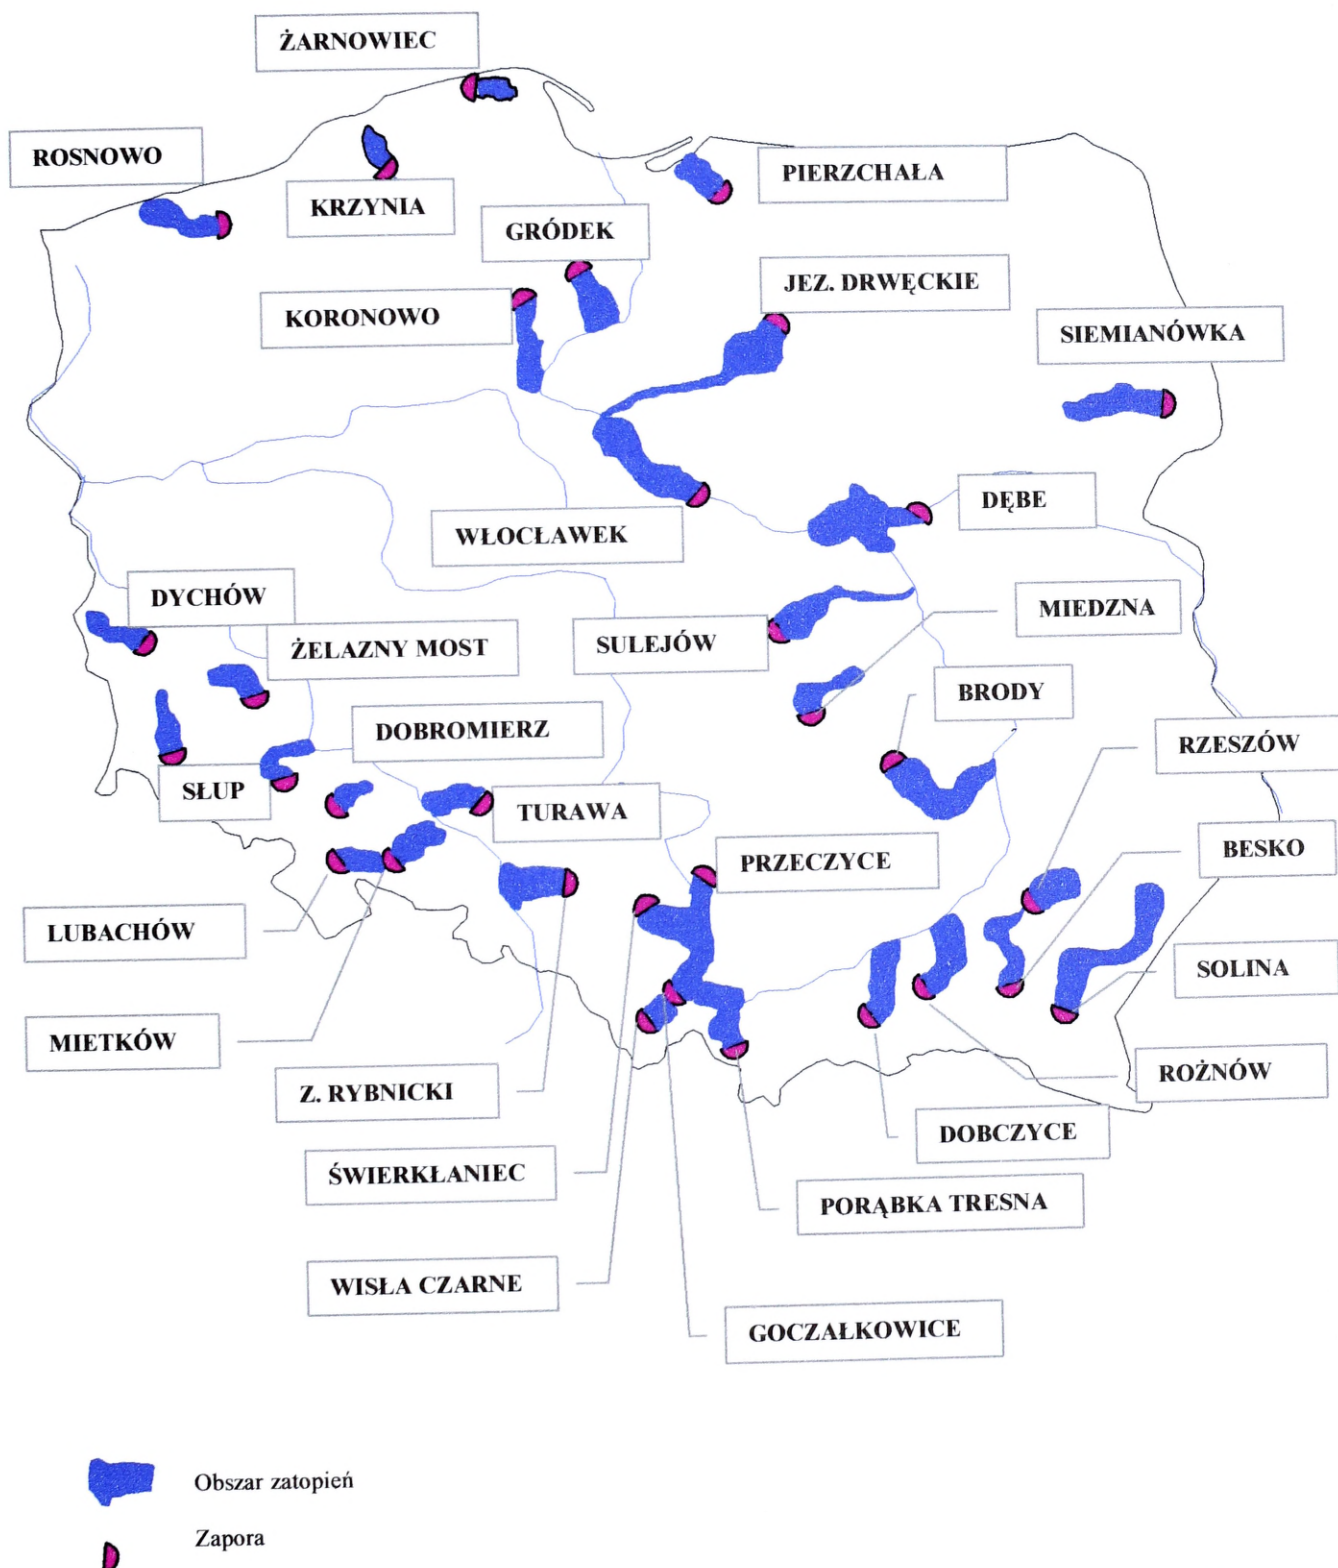 ŻARNOWIEC
ROSNOWO
KRZYNIA
PIERZCHAŁA
GRÓDEK
JEZ. DRWĘCKIE
KORONOWO
SIEMIANÓWKA
WŁOCŁAWEK
DĘBE
DYCHÓW
MIEDZNA
ŻELAZNY MOST
SULEJÓW
BRODY
DOBROMIERZ
RZESZÓW
SŁUP
TURAWA
PRZECZYCE
BESKO
LUBACHÓW
SOLINA
MIETKÓW
Z. RYBNICKI
ROŻNÓW
DOBCZYCE
ŚWIERKŁANIEC
PORĄBKA TRESNA
WISŁA CZARNE
GOCZAŁKOWICE
Obszar zatopień
Zapora